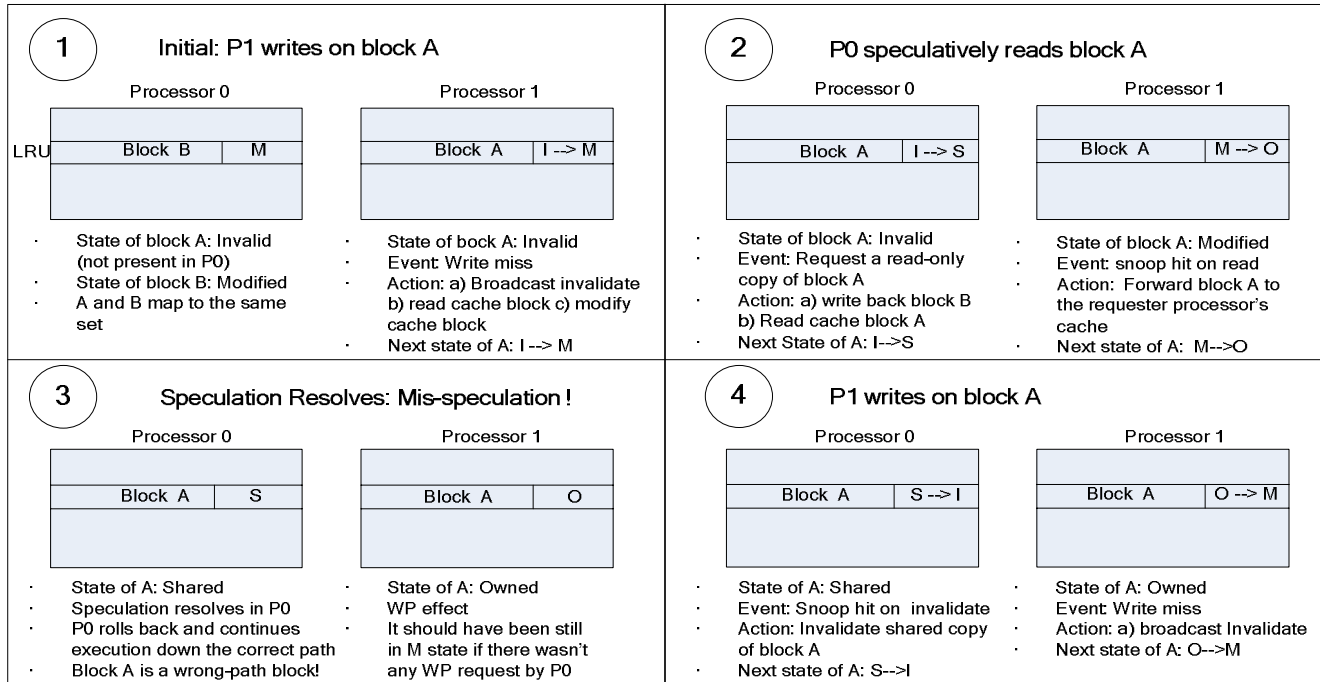 1
Initial: P1 writes on block A
Processor 0
Processor 1
LRU
Block B
M
Block A
I --> M
· State of block A: Invalid
(not present in P0)
· State of block B: Modified
· A and B map to the same
set
· State of bock A: Invalid
· Event: Write miss
· Action: a) Broadcast invalidate
b) read cache block c) modify
cache block
· Next state of A: I --> M
2
P0 speculatively reads block A
Processor 0
Processor 1
Block A
I --> S
Block A
M --> O
· State of block A: Invalid
· Event: Request a read-only
copy of block A
· Action: a) write back block B
b) Read cache block A
· Next State of A: I-->S
· State of block A: Modified
· Event: snoop hit on read
· Action: Forward block A to
the requester processor's
cache
· Next state of A: M-->O
3
Speculation Resolves: Mis-speculation !
Processor 0
Processor 1
Block A
S
Block A
O
· State of A: Shared
· Speculation resolves in P0
· P0 rolls back and continues
execution down the correct path
· Block A is a wrong-path block!
· State of A: Owned
· WP effect
· It should have been still
in M state if there wasn't
any WP request by P0
4
P1 writes on block A
Processor 0
Processor 1
Block A
S --> I
Block A
O --> M
· State of A: Shared
· Event: Snoop hit on invalidate
· Action: Invalidate shared copy
of block A
· Next state of A: S-->I
· State of A: Owned
· Event: Write miss
· Action: a) broadcast Invalidate
· Next state of A: O-->M